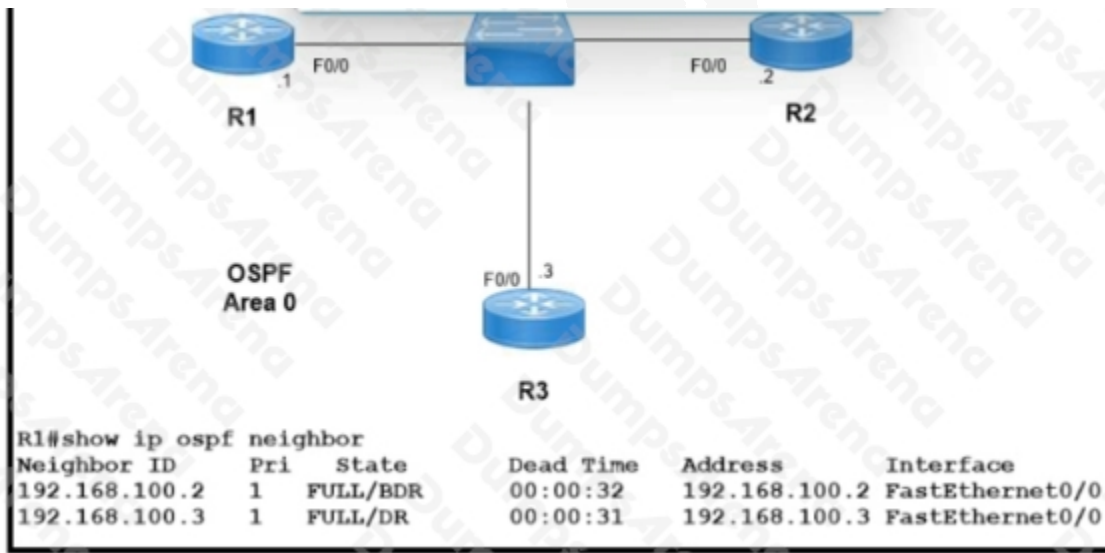 F0/0
.1
R1
F0/0
.2
R2
OSPF
Area 0
F0/0
.3
R3
R1#show ip ospf neighbor
Neighbor ID Pri State Dead Time Address Interface
192.168.100.2 1 FULL/BDR 00:00:32 192.168.100.2 FastEthernet0/0
192.168.100.3 1 FULL/DR 00:00:31 192.168.100.3 FastEthernet0/0
DumpsArena